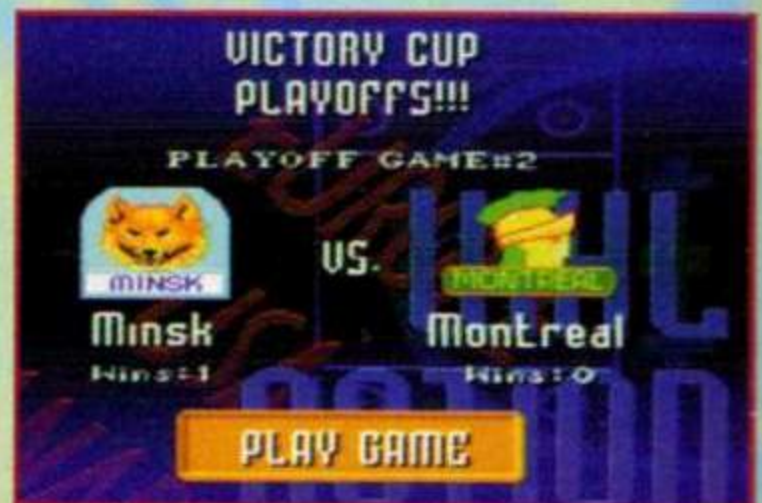 VICTORY CUP
PLAYOFFS!!!
PLAYOFF GAME#2
MINSK
VS.
MONTREAL
Minsk
Montreal
Wins:1
Wins:0
PLAY GAME